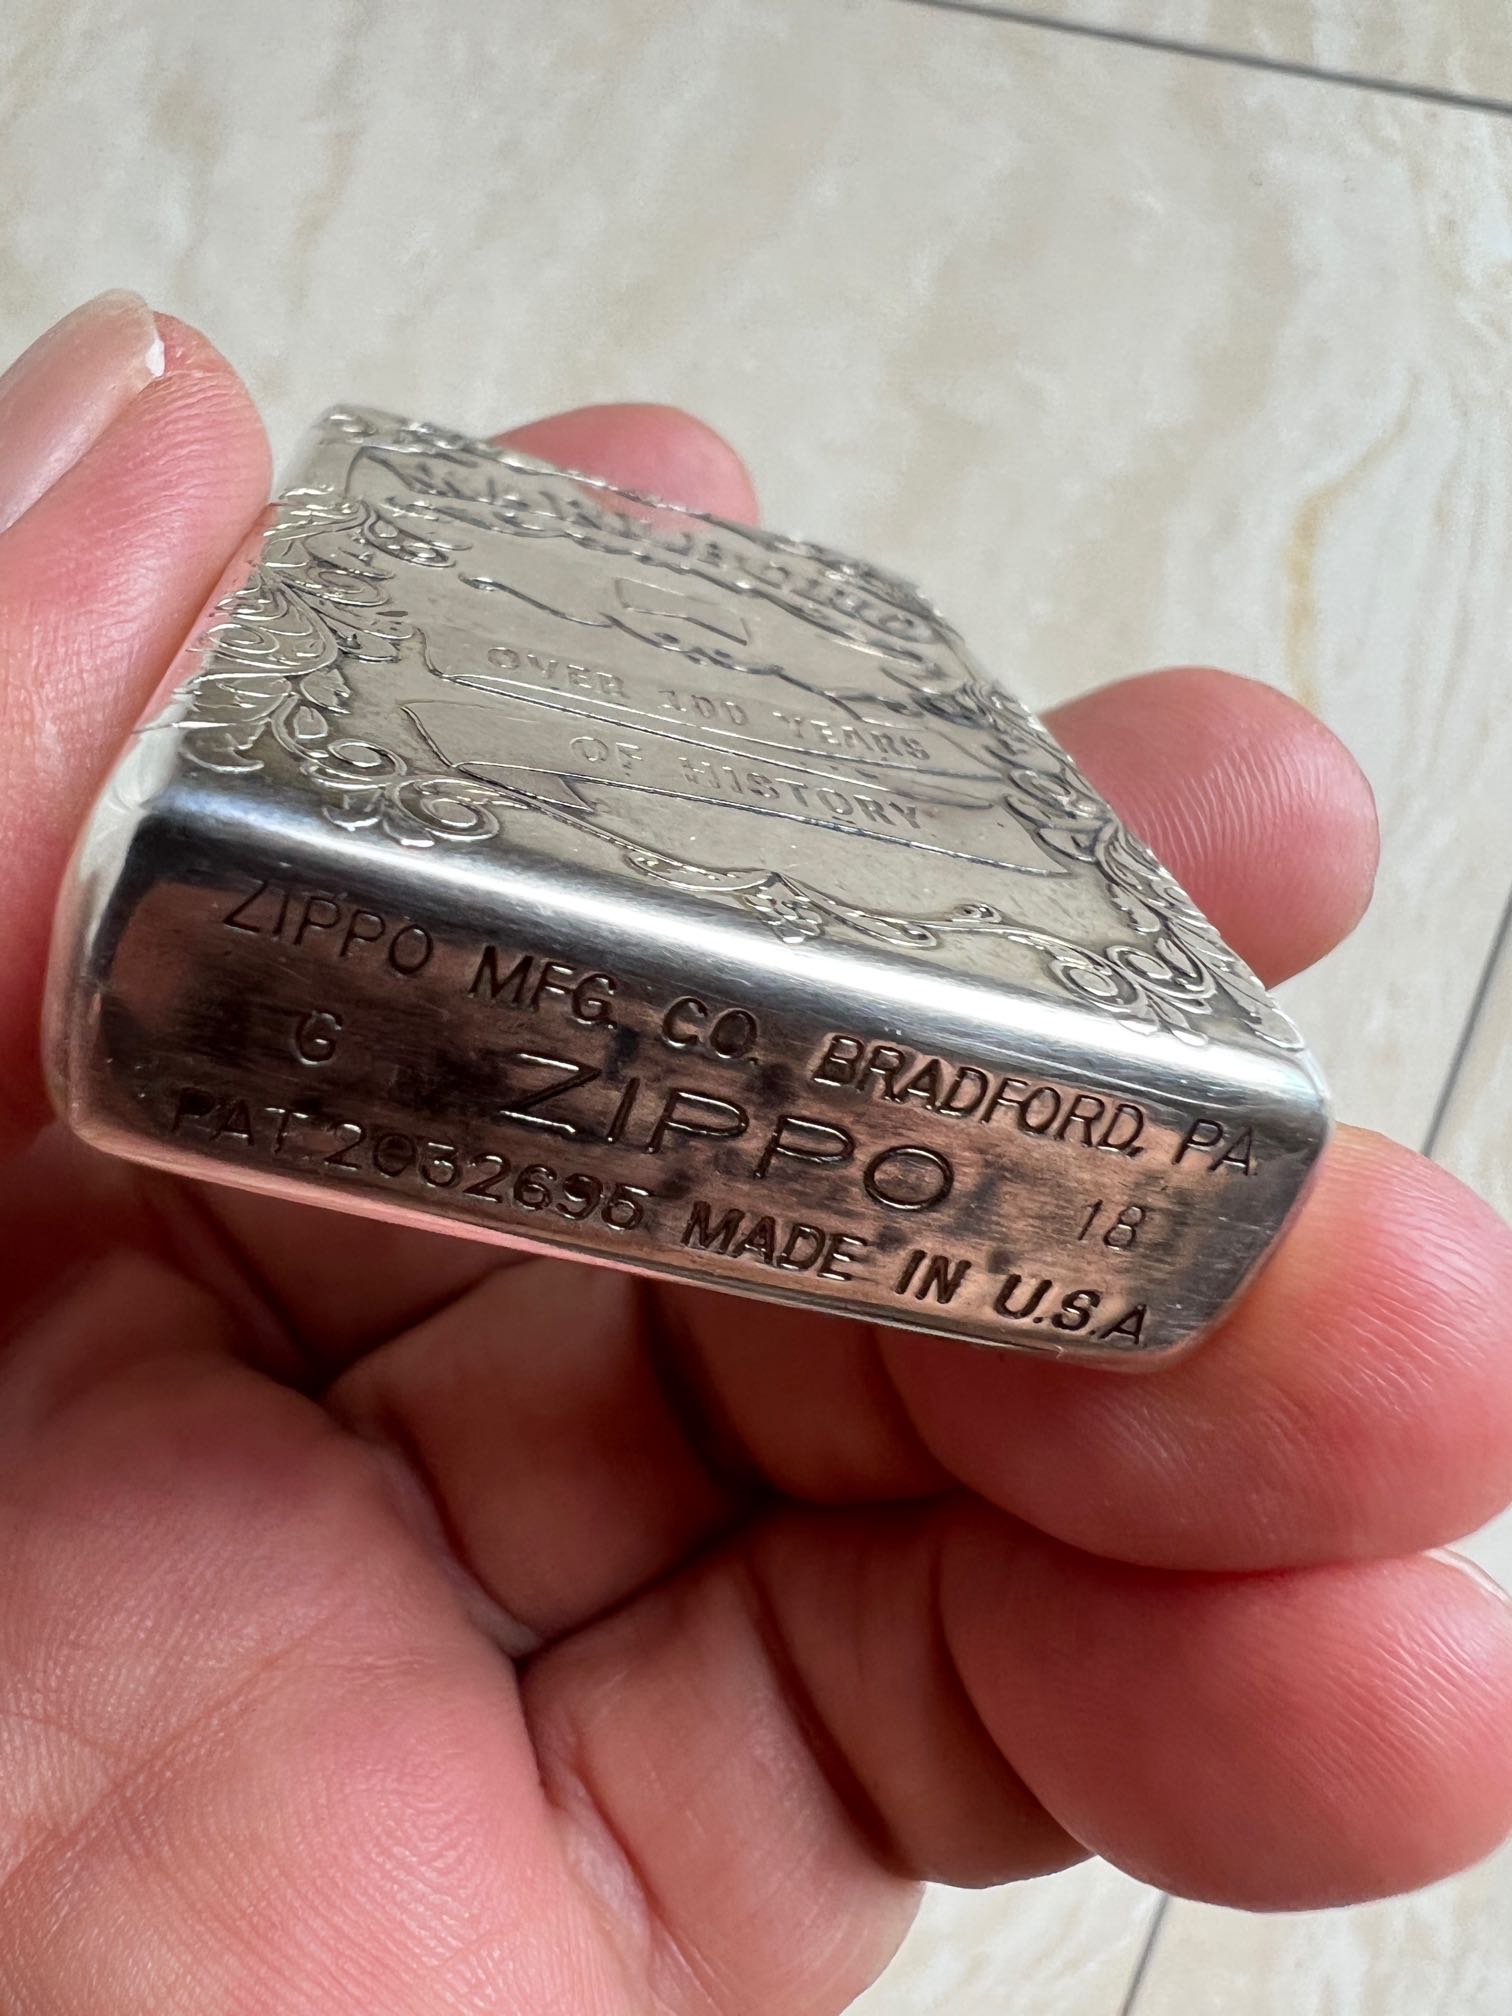 OVER 100 YEARS
OF HISTORY
ZIPPO MFG. CO. BRADFORD, PA.
G ZIPPO 18
PAT. 2032695 MADE IN U.S.A